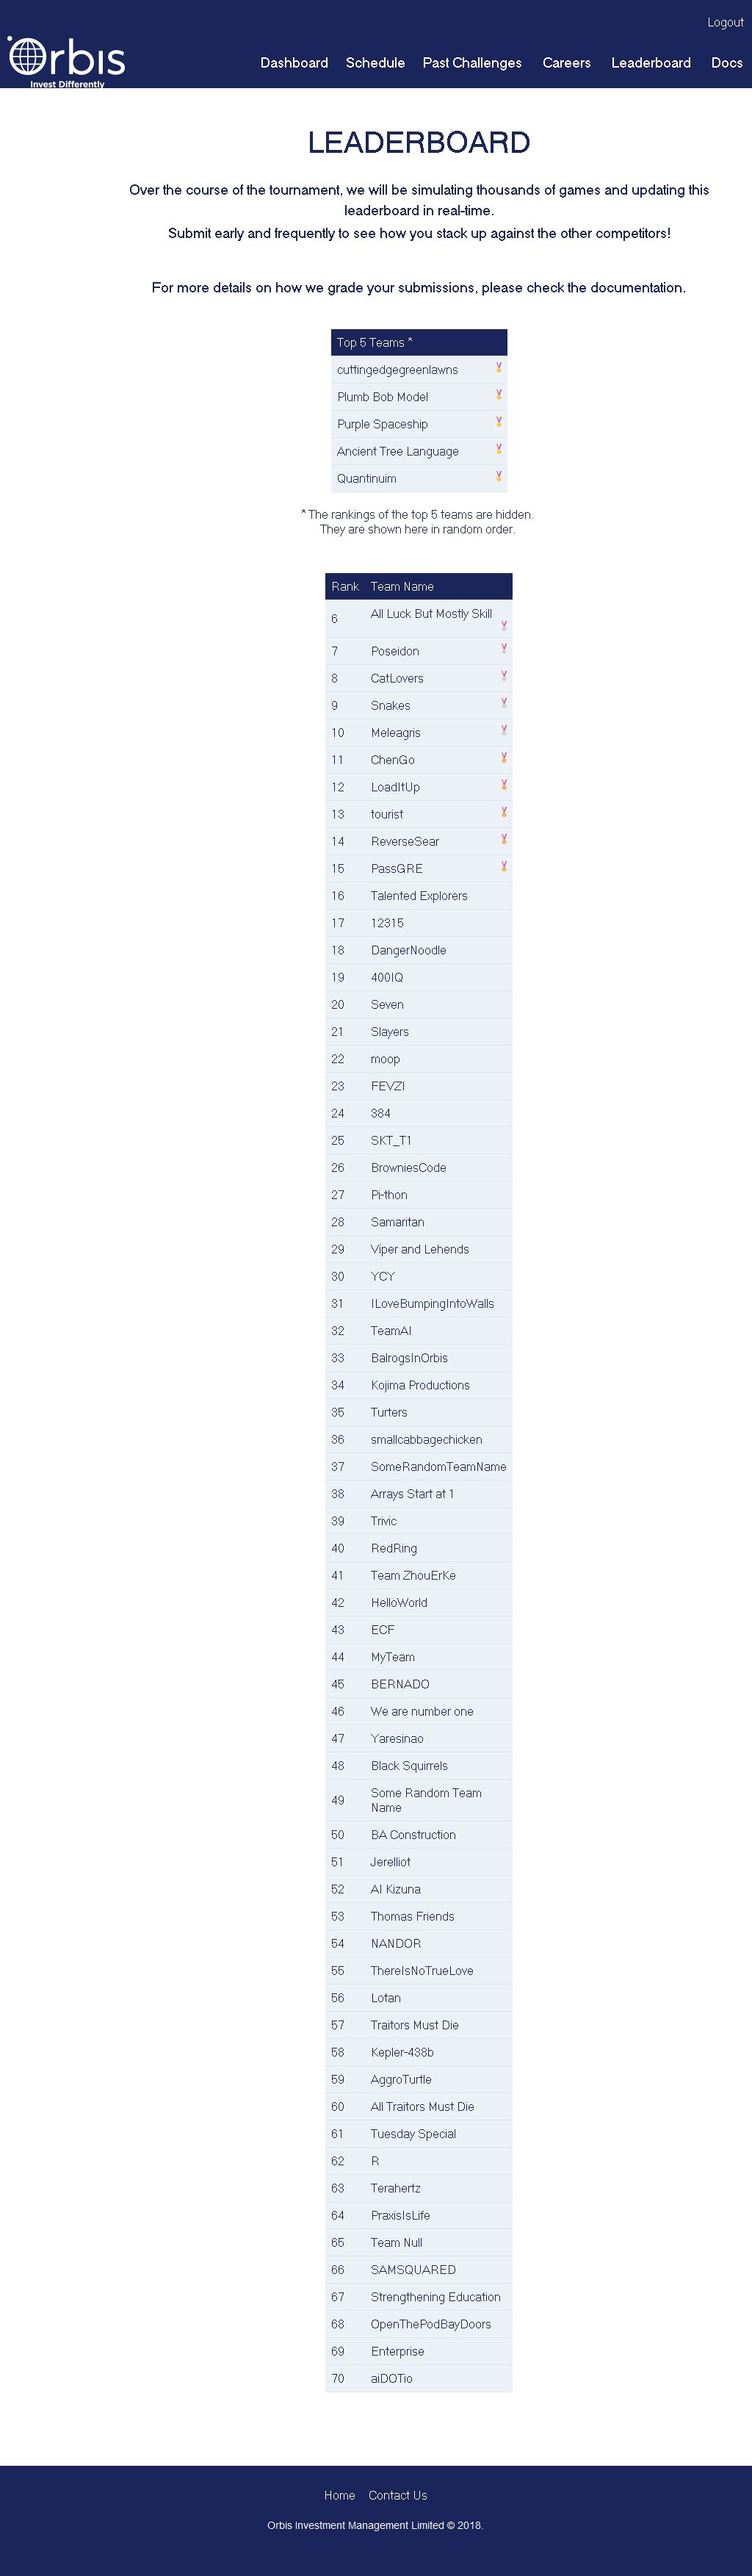 Logout
Orbis
Invest Differently
Dashboard Schedule Past Challenges Careers Leaderboard Docs
LEADERBOARD
Over the course of the tournament, we will be simulating thousands of games and updating this
leaderboard in real-time.
Submit early and frequently to see how you stack up against the other competitors!
For more details on how we grade your submissions, please check the documentation.
Top 5 Teams *
cuttingedgegreenlawns
Plumb Bob Model
Purple Spaceship
Ancient Tree Language
Quantinuim
* The rankings of the top 5 teams are hidden.
They are shown here in random order.
Rank Team Name
6 All Luck But Mostly Skill
7 Poseidon
8 CatLovers
9 Snakes
10 Meleagris
11 ChenGo
12 LoadItUp
13 tourist
14 ReverseSear
15 PassGRE
16 Talented Explorers
17 12315
18 DangerNoodle
19 400IQ
20 Seven
21 Slayers
22 moop
23 FEVZI
24 384
25 SKT_T1
26 BrowniesCode
27 Pi-thon
28 Samaritan
29 Viper and Lehends
30 YCY
31 ILoveBumpingIntoWalls
32 TeamAI
33 BalrogsInOrbis
34 Kojima Productions
35 Turters
36 smallcabbagechicken
37 SomeRandomTeamName
38 Arrays Start at 1
39 Trivic
40 RedRing
41 Team ZhouErKe
42 HelloWorld
43 ECF
44 MyTeam
45 BERNADO
46 We are number one
47 Yaresinao
48 Black Squirrels
49 Some Random Team
Name
50 BA Construction
51 Jerelliot
52 AI Kizuna
53 Thomas Friends
54 NANDOR
55 ThereIsNoTrueLove
56 Lotan
57 Traitors Must Die
58 Kepler-438b
59 AggroTurtle
60 All Traitors Must Die
61 Tuesday Special
62 R
63 Terahertz
64 PraxisIsLife
65 Team Null
66 SAMSQUARED
67 Strengthening Education
68 OpenThePodBayDoors
69 Enterprise
70 aiDOTio
Home Contact Us
Orbis Investment Management Limited © 2018.